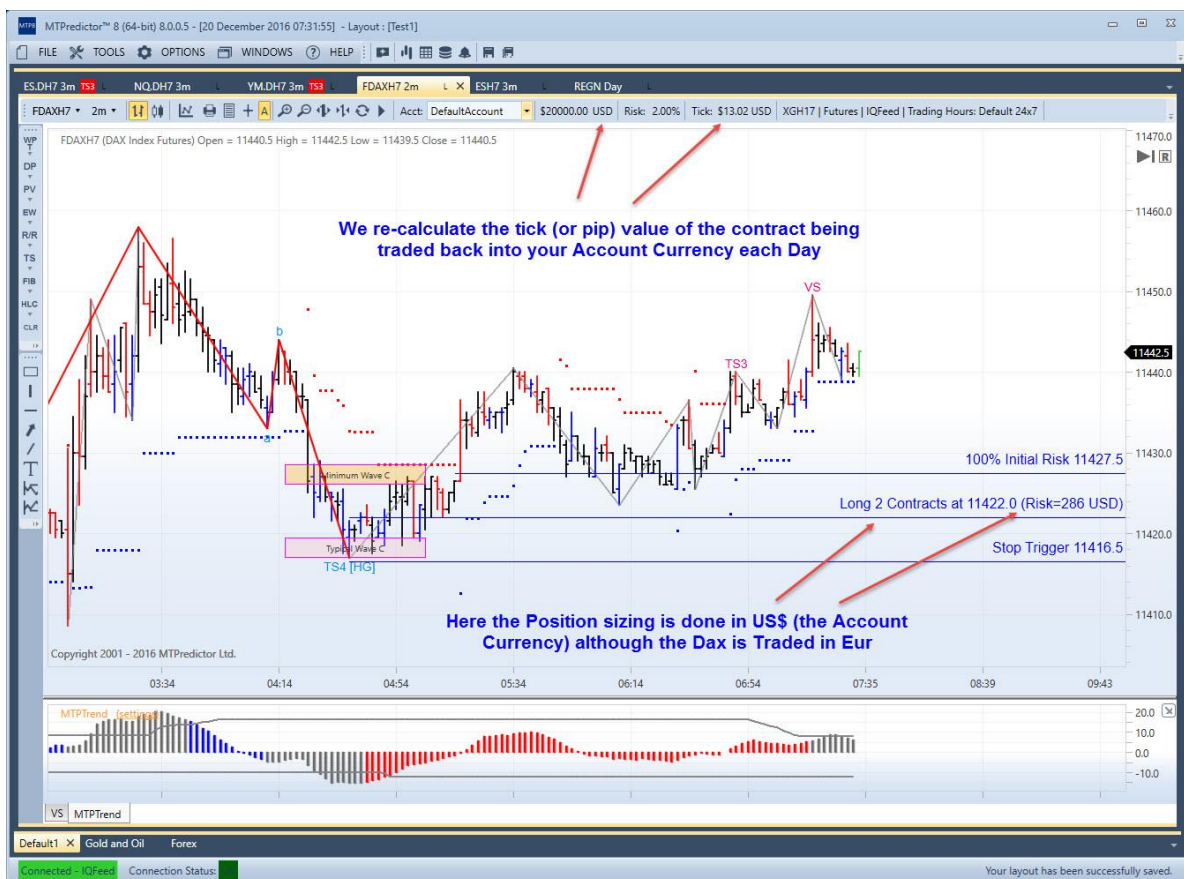 MTP8 MTPredictor™ 8 (64-bit) 8.0.0.5 - [20 December 2016 07:31:55] - Layout : [Test1]
FILE TOOLS OPTIONS WINDOWS HELP
ES.DH7 3m TS3 L NQ.DH7 3m L YM.DH7 3m TS3 L FDAXH7 2m L X ESH7 3m L REGN Day L
FDAXH7 2m A Acct: DefaultAccount $20000.00 USD Risk: 2.00% Tick: $13.02 USD XGH17 | Futures | IQFeed | Trading Hours: Default 24x7
FDAXH7 (DAX Index Futures) Open = 11440.5 High = 11442.5 Low = 11439.5 Close = 11440.5
WP
T
DP
PV
EW
R/R
TS
FIB
HLC
CLR
T
R
11470.0
11460.0
11450.0
11442.5
11440.0
11430.0
11420.0
11410.0
We re-calculate the tick (or pip) value of the contract being
traded back into your Account Currency each Day
VS
b
TS3
a
100% Initial Risk 11427.5
Minimum Wave C
Long 2 Contracts at 11422.0 (Risk=286 USD)
Typical Wave C
Stop Trigger 11416.5
TS4 [HG]
Here the Position sizing is done in US$ (the Account
Currency) although the Dax is Traded in Eur
Copyright 2001 - 2016 MTPredictor Ltd.
03:34 04:14 04:54 05:34 06:14 06:54 07:35 08:39 09:43
MTPTrend (settings)
20.0
10.0
0.0
-10.0
VS MTPTrend
Default1 X Gold and Oil Forex
Connected - IQFeed Connection Status: Your layout has been successfully saved.